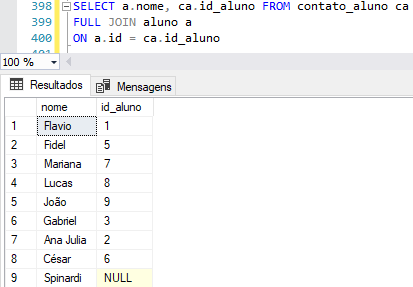 398 SELECT a.nome, ca.id_aluno FROM contato_aluno ca
399 FULL JOIN aluno a
400 ON a.id = ca.id_aluno
100 %
Resultados Mensagens
nome id_aluno
1 Flavio 1
2 Fidel 5
3 Mariana 7
4 Lucas 8
5 João 9
6 Gabriel 3
7 Ana Julia 2
8 César 6
9 Spinardi NULL